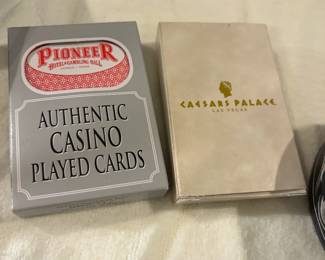 PIONEER
HOTEL & GAMBLING HALL
AUTHENTIC
CASINO
PLAYED CARDS
CAESARS PALACE
LAS VEGAS